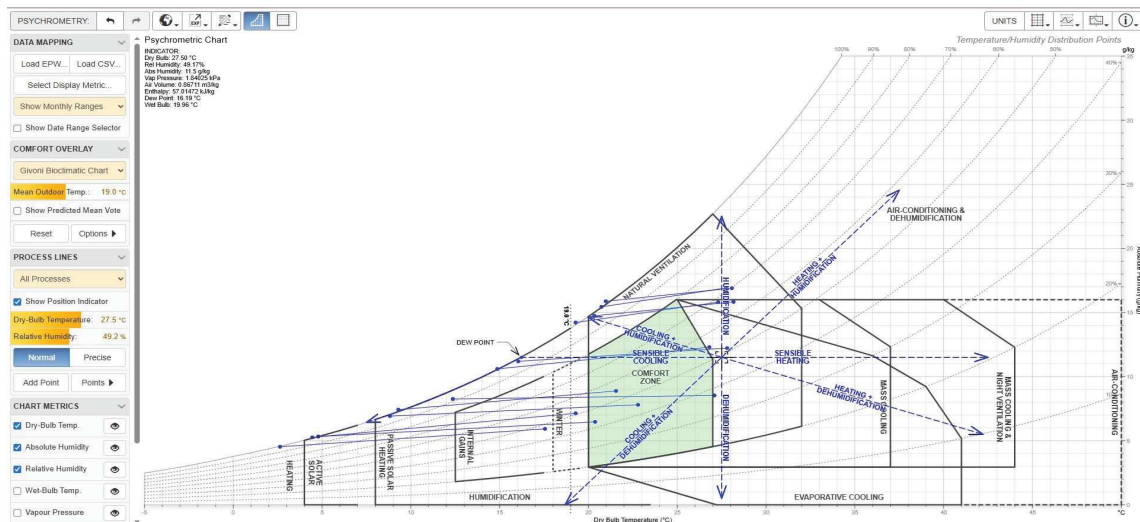 PSYCHROMETRY:
EXP
UNITS
DATA MAPPING
Load EPW... Load CSV...
Select Display Metric...
Show Monthly Ranges
Show Date Range Selector
COMFORT OVERLAY
Givoni Bioclimatic Chart
Mean Outdoor Temp.: 19.0 °C
Show Predicted Mean Vote
Reset Options
PROCESS LINES
All Processes
Show Position Indicator
Dry-Bulb Temperature: 27.5 °C
Relative Humidity: 49.2 %
Normal Precise
Add Point Points
CHART METRICS
Dry-Bulb Temp.
Absolute Humidity
Relative Humidity
Wet-Bulb Temp.
Vapour Pressure
Psychrometric Chart
INDICATOR:
Dry Bulb: 27.50 °C
Rel Humidity: 49.17%
Abs Humidity: 11.5 g/kg
Vap Pressure: 1.84025 kPa
Air Volume: 0.86711 m3/kg
Enthalpy: 57.01472 kJ/kg
Dew Point: 16.19 °C
Wet Bulb: 19.96 °C
Temperature/Humidity Distribution Points
100% 90% 85% 80% 70% 60% 50%
g/kg
40%
35
30
25
20%
15
10
5
AIR-CONDITIONING &
DEHUMIDIFICATION
NATURAL VENTILATION
HUMIDIFICATION
HEATING +
HUMIDIFICATION
19.0 °C
COOLING +
HUMIDIFICATION
DEW POINT
SENSIBLE
COOLING
SENSIBLE
HEATING
COMFORT
ZONE
HEATING +
DEHUMIDIFICATION
COOLING +
DEHUMIDIFICATION
DEHUMIDIFICATION
WINTER
INTERNAL
GAINS
PASSIVE SOLAR
HEATING
ACTIVE
SOLAR
HEATING
MASS COOLING
MASS COOLING &
NIGHT VENTILATION
AIR-CONDITIONING
HUMIDIFICATION
EVAPORATIVE COOLING
-5 0 5 10 15 20 25 30 35 40 45 °C
Dry Bulb Temperature (°C)